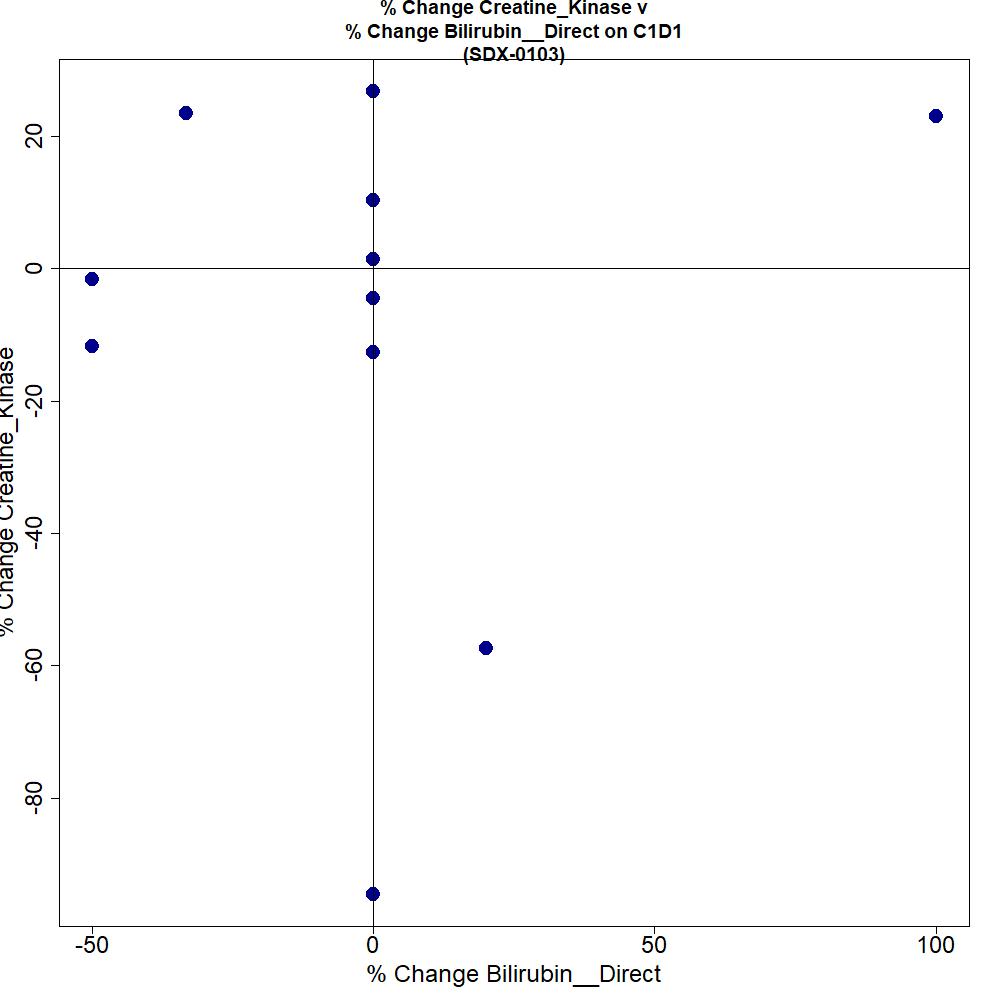 % Change Creatine_Kinase v
% Change Bilirubin__Direct on C1D1
(SDX-0103)
% Change Creatine_Kinase
20
0
-20
-40
-60
-80
-50
0
50
100
% Change Bilirubin__Direct